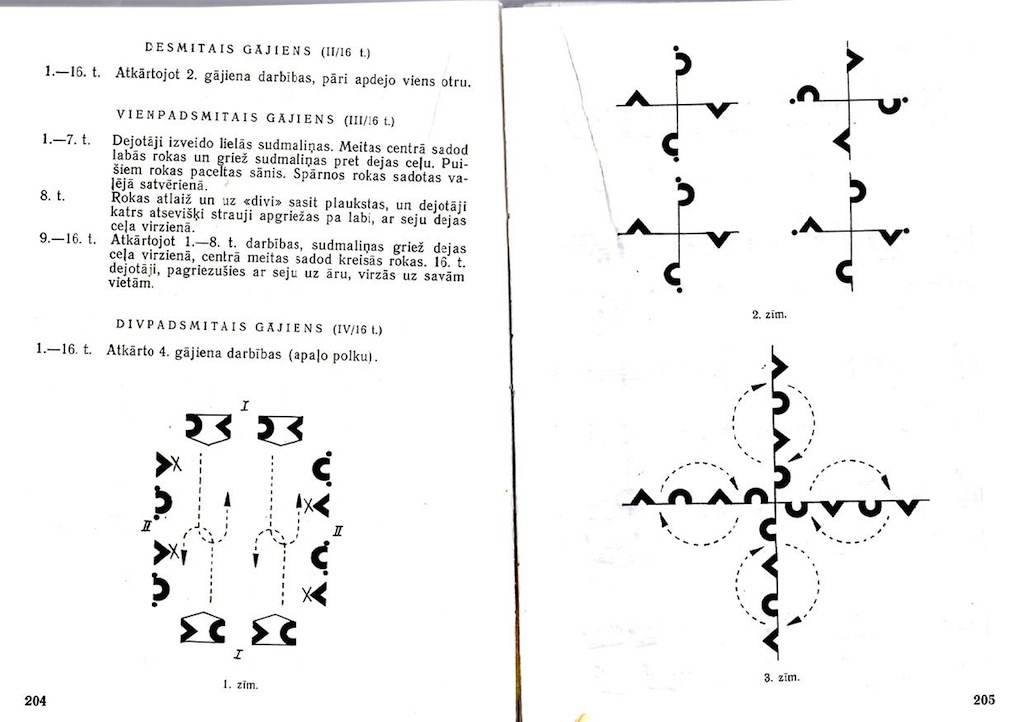 DESMITAIS GĀJIENS (II/16 t.)
1.—16. t. Atkārtojot 2. gājiena darbības, pāri apdejo viens otru.
VIENPADSMITAIS GĀJIENS (III/16 t.)
1.—7. t. Dejotāji izveido lielās sudmaliņas. Meitas centrā sadod
labās rokas un griež sudmaliņas pret dejas ceļu. Pui-
šiem rokas paceltas sānis. Spārnos rokas sadotas va-
ļējā satvērienā.
8. t. Rokas atlaiž un uz «divi» sasit plaukstas, un dejotāji
katrs atsevišķi strauji apgriežas pa labi, ar seju dejas
ceļa virzienā.
9.—16. t. Atkārtojot 1.—8. t. darbības, sudmaliņas griež dejas
ceļa virzienā, centrā meitas sadod kreisās rokas. 16. t.
dejotāji, pagriezušies ar seju uz āru, virzās uz savām
vietām.
DIVPADSMITAIS GĀJIENS (IV/16 t.)
1.—16. t. Atkārto 4. gājiena darbības (apaļo polku).
I
II
II
I
1. zīm.
204
2. zīm.
3. zīm.
205